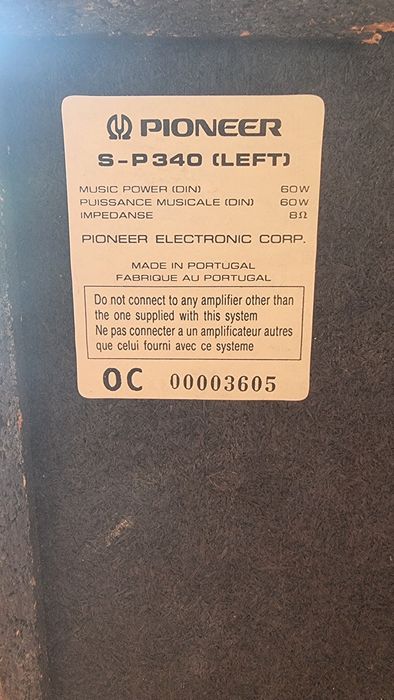 PIONEER
S-P340 (LEFT)
MUSIC POWER (DIN) 60W
PUISSANCE MUSICALE (DIN) 60W
IMPEDANSE 8Ω
PIONEER ELECTRONIC CORP.
MADE IN PORTUGAL
FABRIQUE AU PORTUGAL
Do not connect to any amplifier other than
the one supplied with this system
Ne pas connecter a un amplificateur autres
que celui fourni avec ce systeme
OC 00003605